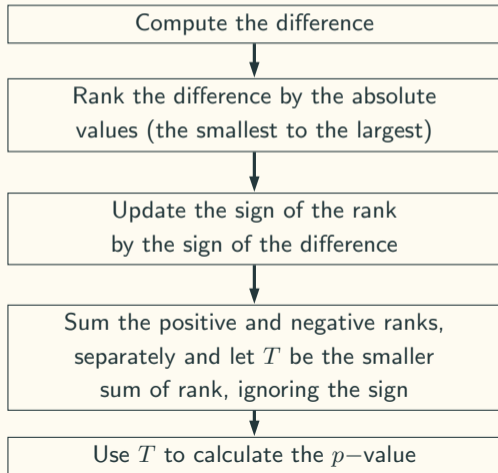 Compute the difference
Rank the difference by the absolute
values (the smallest to the largest)
Update the sign of the rank
by the sign of the difference
Sum the positive and negative ranks,
separately and let T be the smaller
sum of rank, ignoring the sign
Use T to calculate the p−value